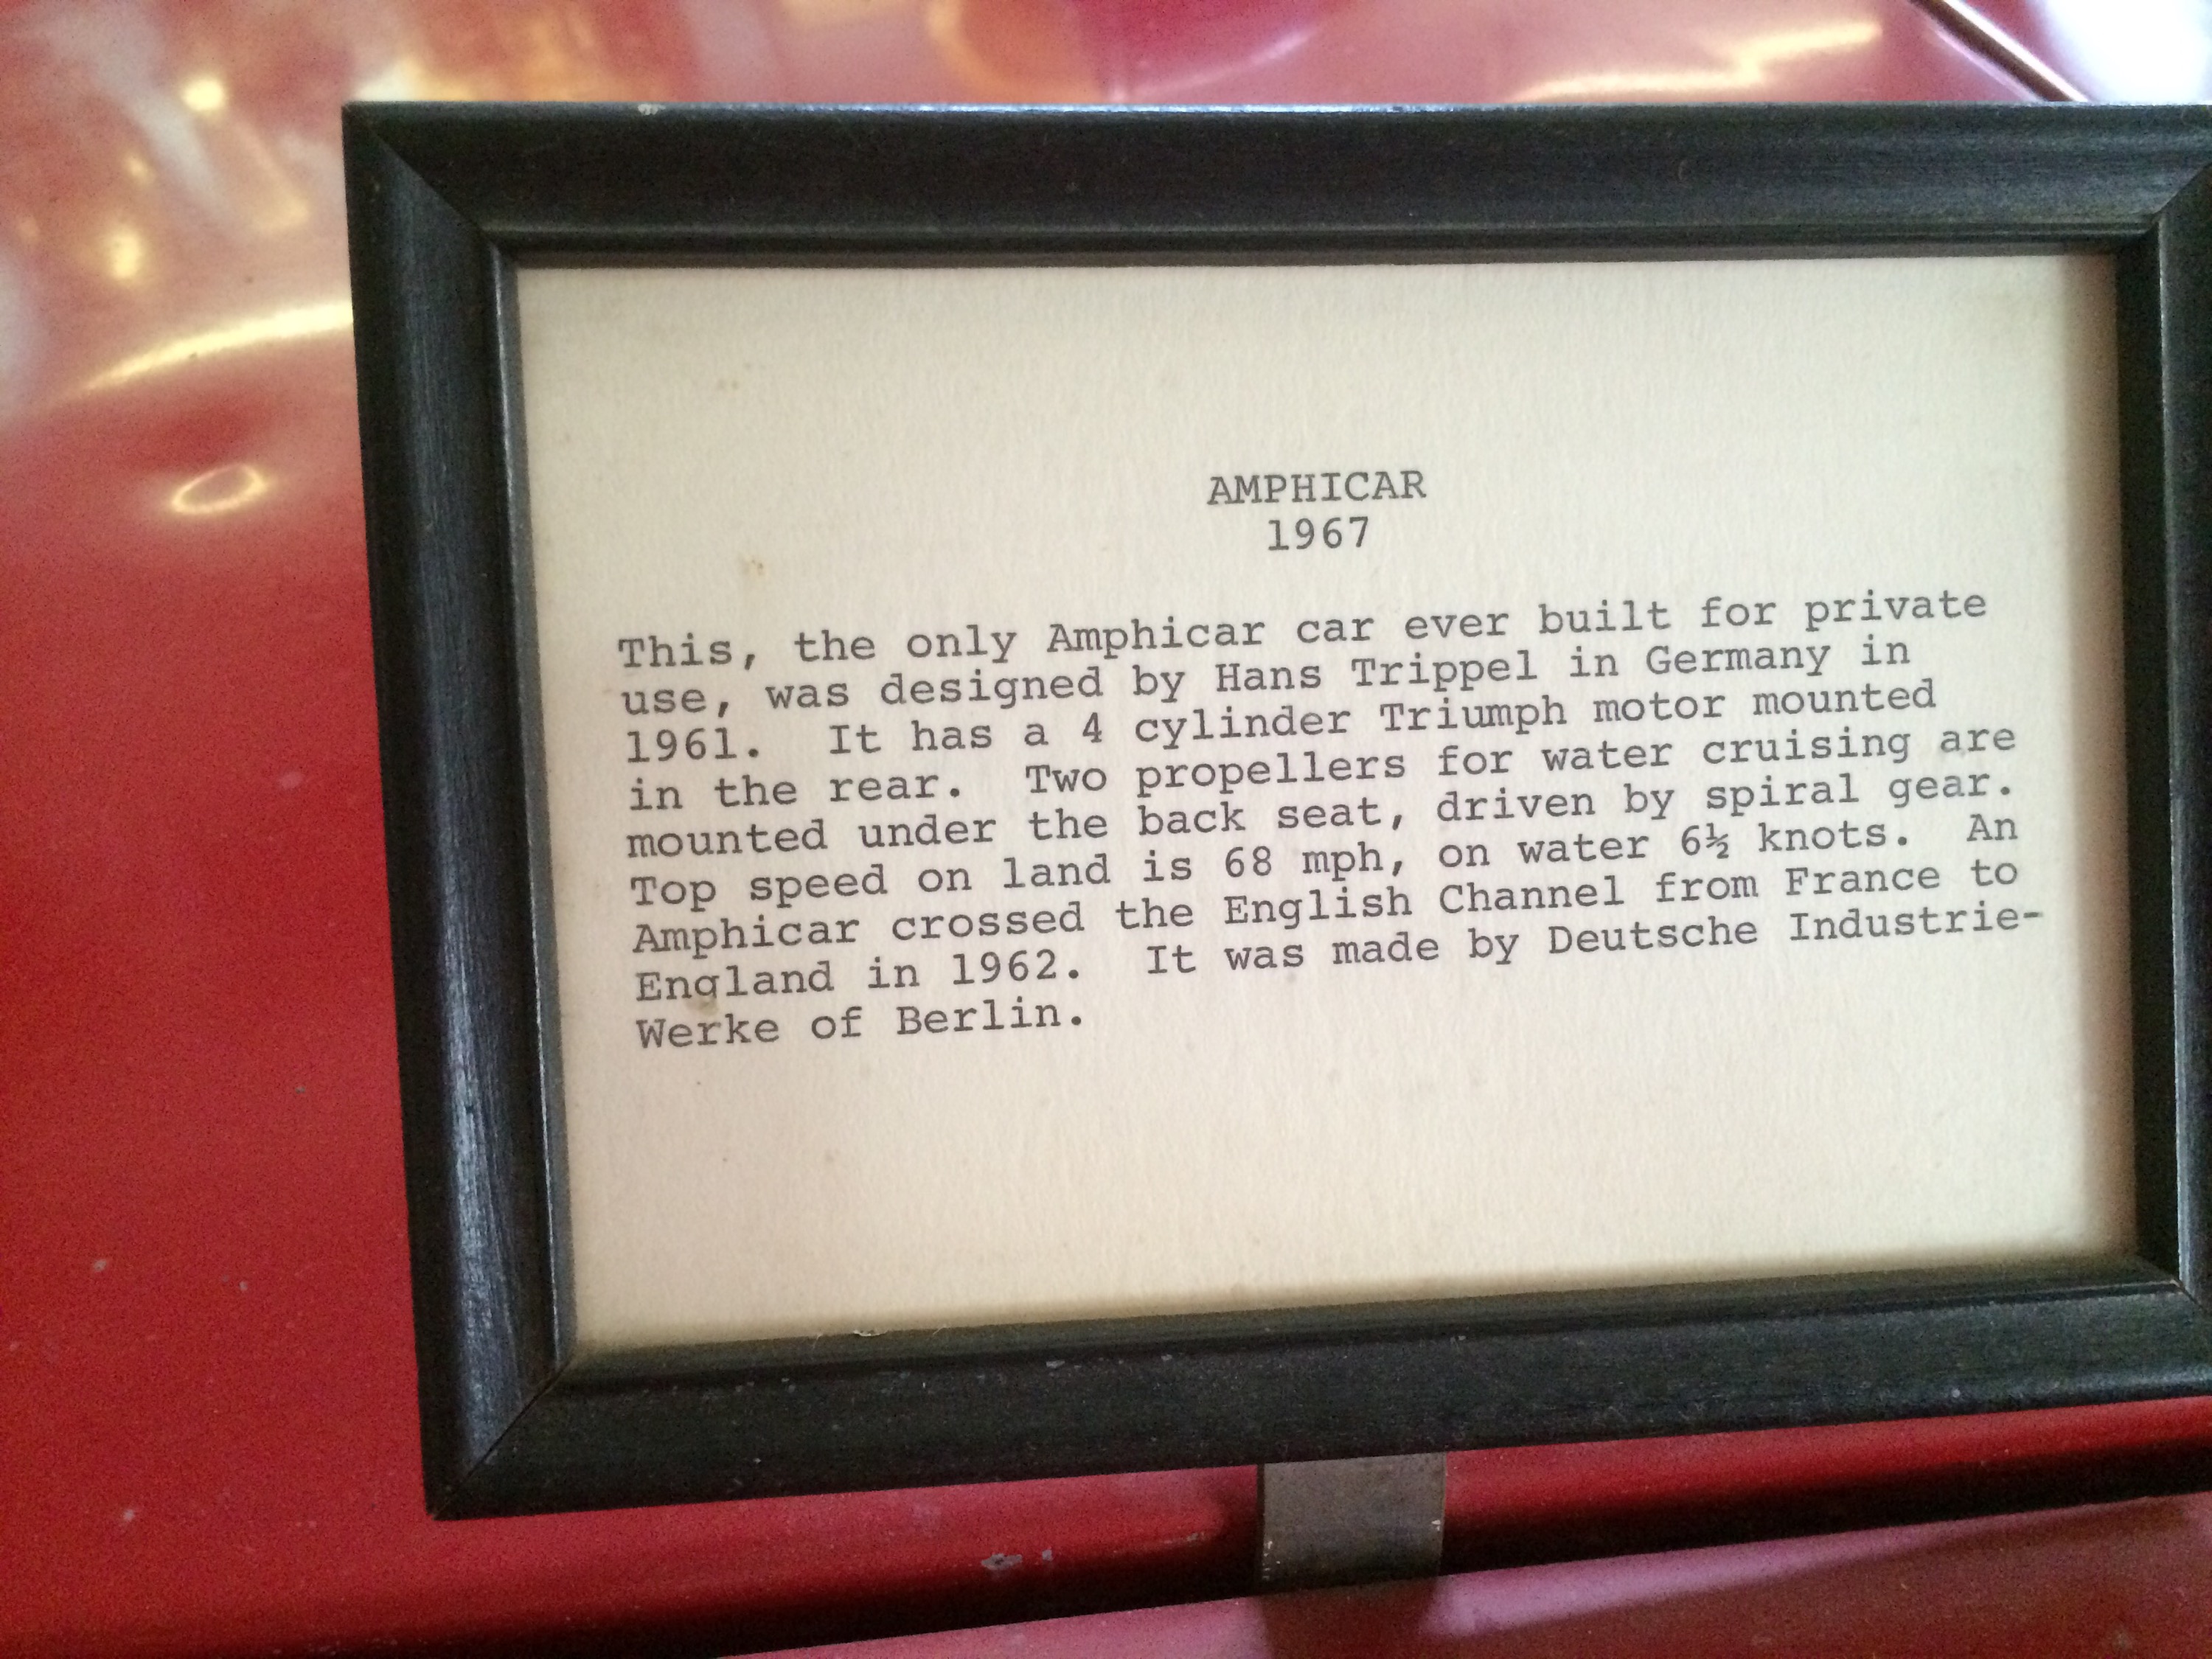 AMPHICAR
1967
This, the only Amphicar car ever built for private
use, was designed by Hans Trippel in Germany in
1961. It has a 4 cylinder Triumph motor mounted
in the rear. Two propellers for water cruising are
mounted under the back seat, driven by spiral gear.
Top speed on land is 68 mph, on water 6½ knots. An
Amphicar crossed the English Channel from France to
England in 1962. It was made by Deutsche Industrie-
Werke of Berlin.